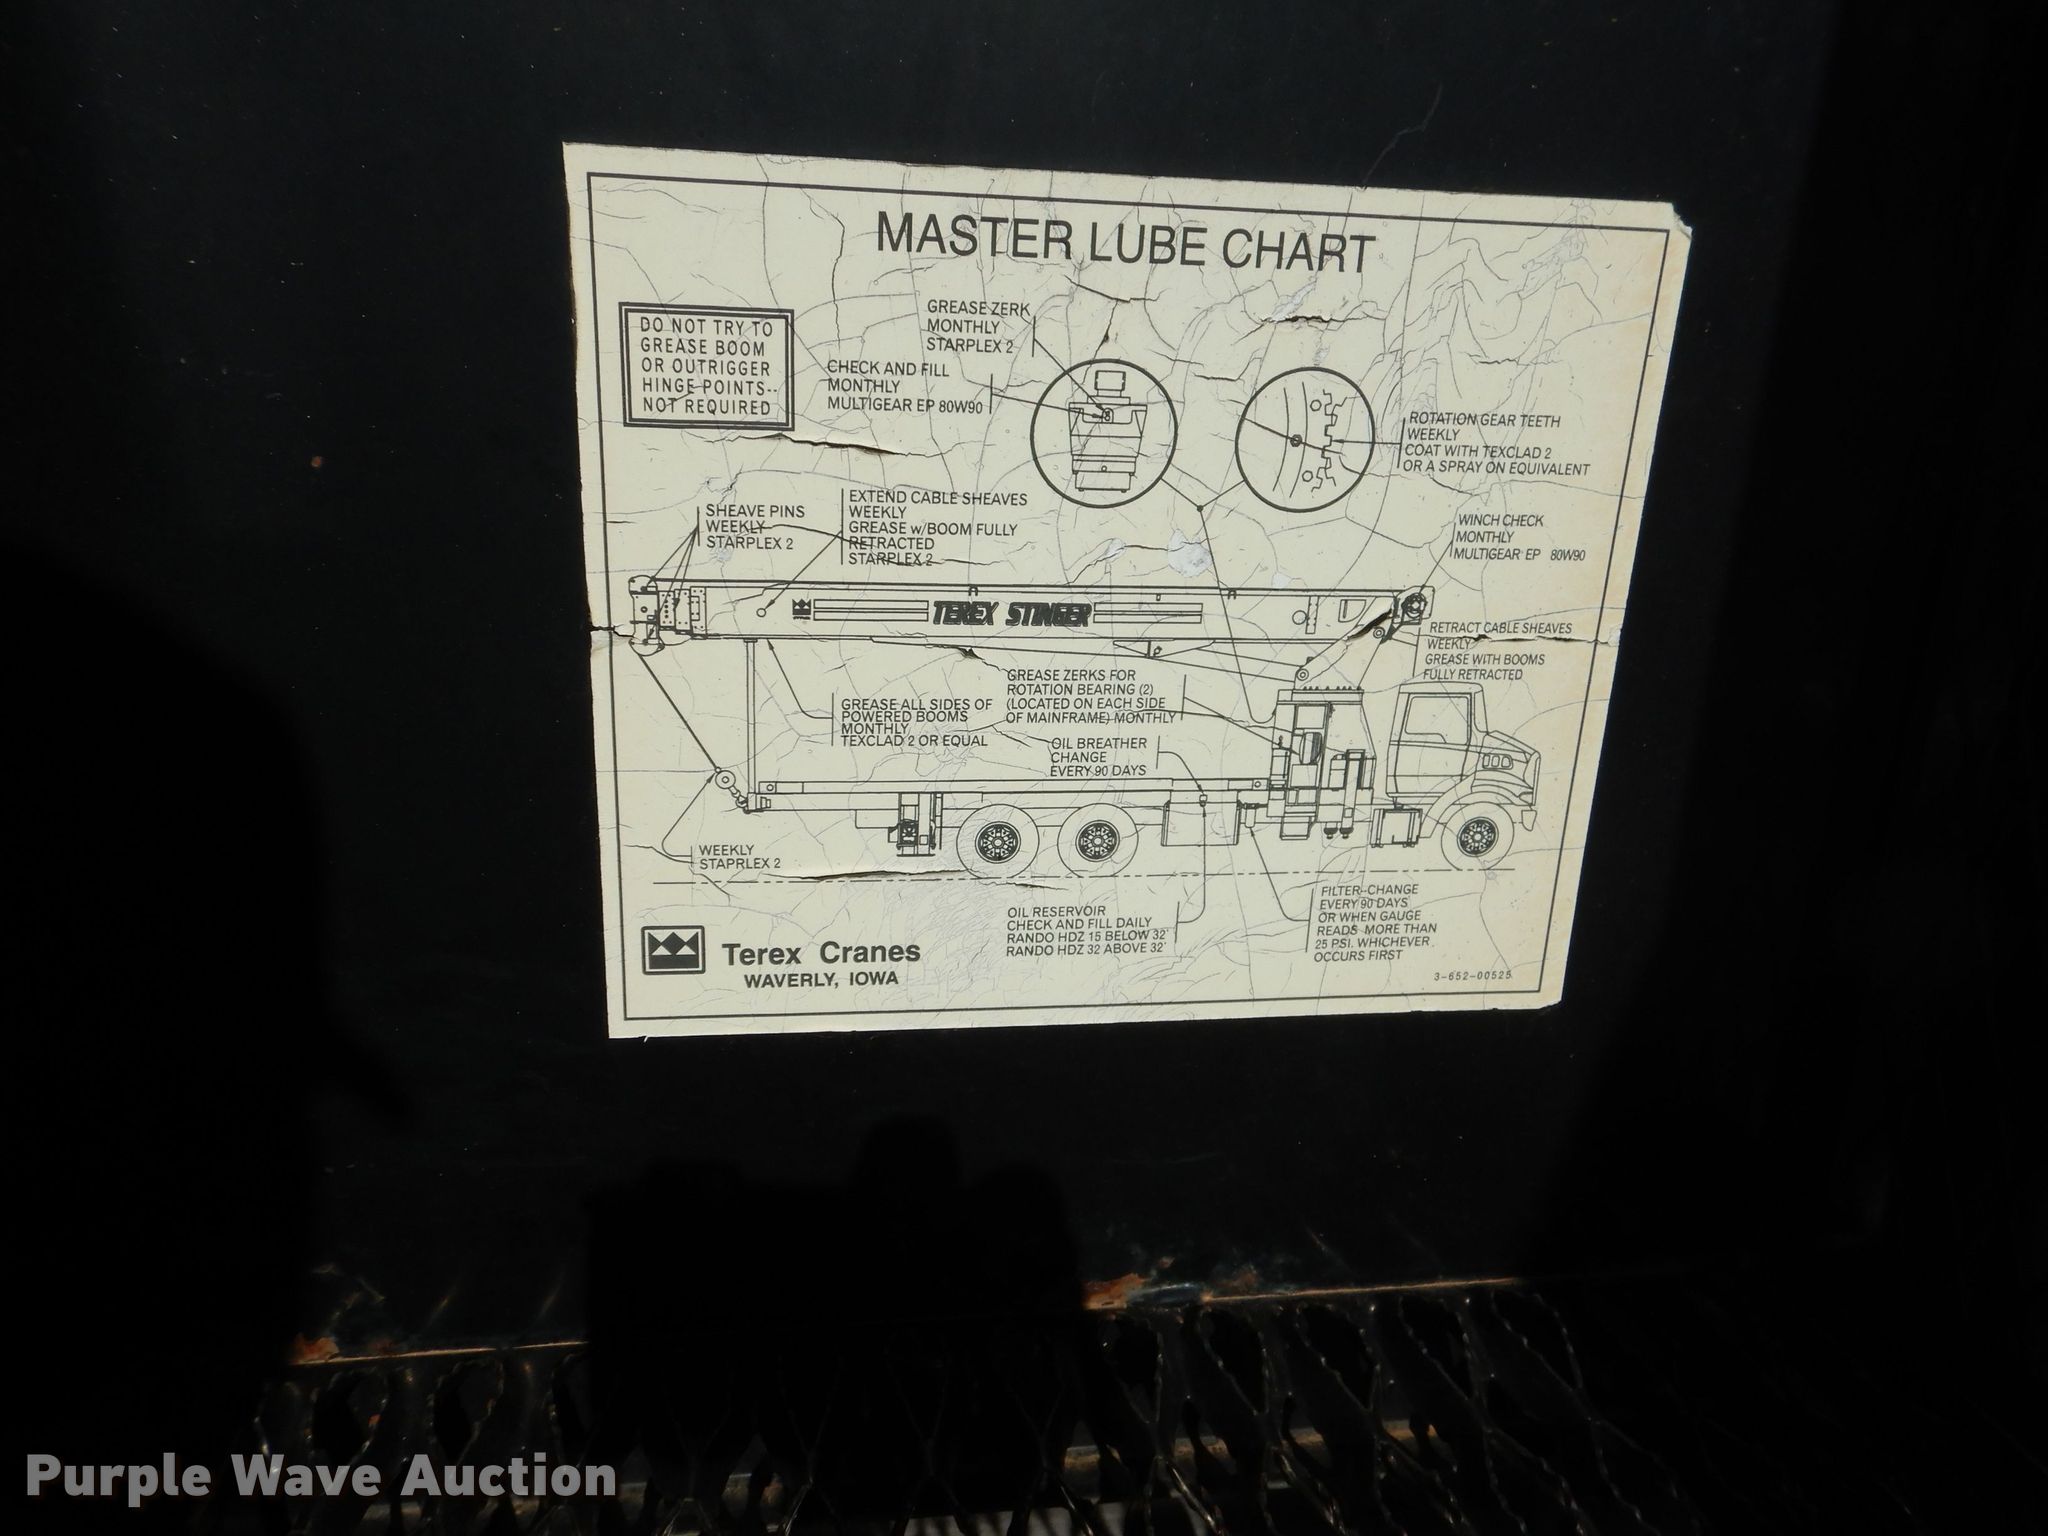 MASTER LUBE CHART
DO NOT TRY TO
GREASE BOOM
OR OUTRIGGER
HINGE POINTS--
NOT REQUIRED
GREASE ZERK
MONTHLY
STARPLEX 2
CHECK AND FILL
MONTHLY
MULTIGEAR EP 80W90
ROTATION GEAR TEETH
WEEKLY
COAT WITH TEXCLAD 2
OR A SPRAY ON EQUIVALENT
SHEAVE PINS
WEEKLY
STARPLEX 2
EXTEND CABLE SHEAVES
WEEKLY
GREASE w/BOOM FULLY
RETRACTED
STARPLEX 2
WINCH CHECK
MONTHLY
MULTIGEAR EP 80W90
TEREX STINGER
RETRACT CABLE SHEAVES
WEEKLY
GREASE WITH BOOMS
FULLY RETRACTED
GREASE ALL SIDES OF
POWERED BOOMS
MONTHLY
TEXCLAD 2 OR EQUAL
GREASE ZERKS FOR
ROTATION BEARING (2)
(LOCATED ON EACH SIDE
OF MAINFRAME) MONTHLY
OIL BREATHER
CHANGE
EVERY 90 DAYS
WEEKLY
STAPRLEX 2
OIL RESERVOIR
CHECK AND FILL DAILY
RANDO HDZ 15 BELOW 32°
RANDO HDZ 32 ABOVE 32°
FILTER--CHANGE
EVERY 90 DAYS
OR WHEN GAUGE
READS MORE THAN
25 PSI. WHICHEVER
OCCURS FIRST
Terex Cranes
WAVERLY, IOWA
3-652-00525
Purple Wave Auction